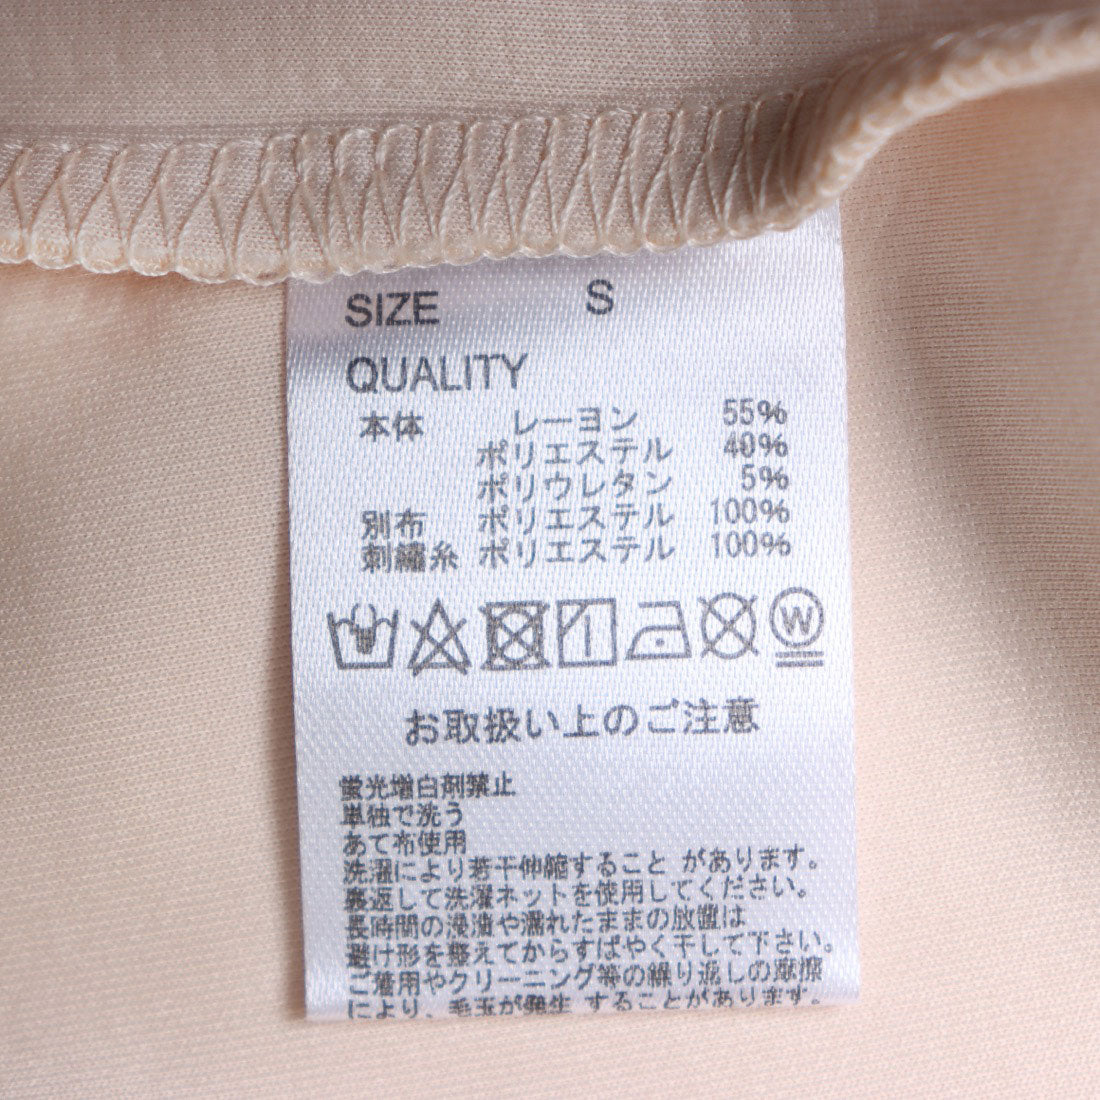 SIZE S
QUALITY
本体 レーヨン 55%
ポリエステル 40%
ポリウレタン 5%
別布 ポリエステル 100%
刺繍糸 ポリエステル 100%
W
お取扱い上のご注意
蛍光増白剤禁止
単独で洗う
あて布使用
洗濯により若干伸縮することがあります。
裏返して洗濯ネットを使用してください。
長時間の浸漬や濡れたままの放置は
避け形を整えてからすばやく干して下さい。
ご着用やクリーニング等の繰り返しの摩擦
により、毛玉が発生することがあります。